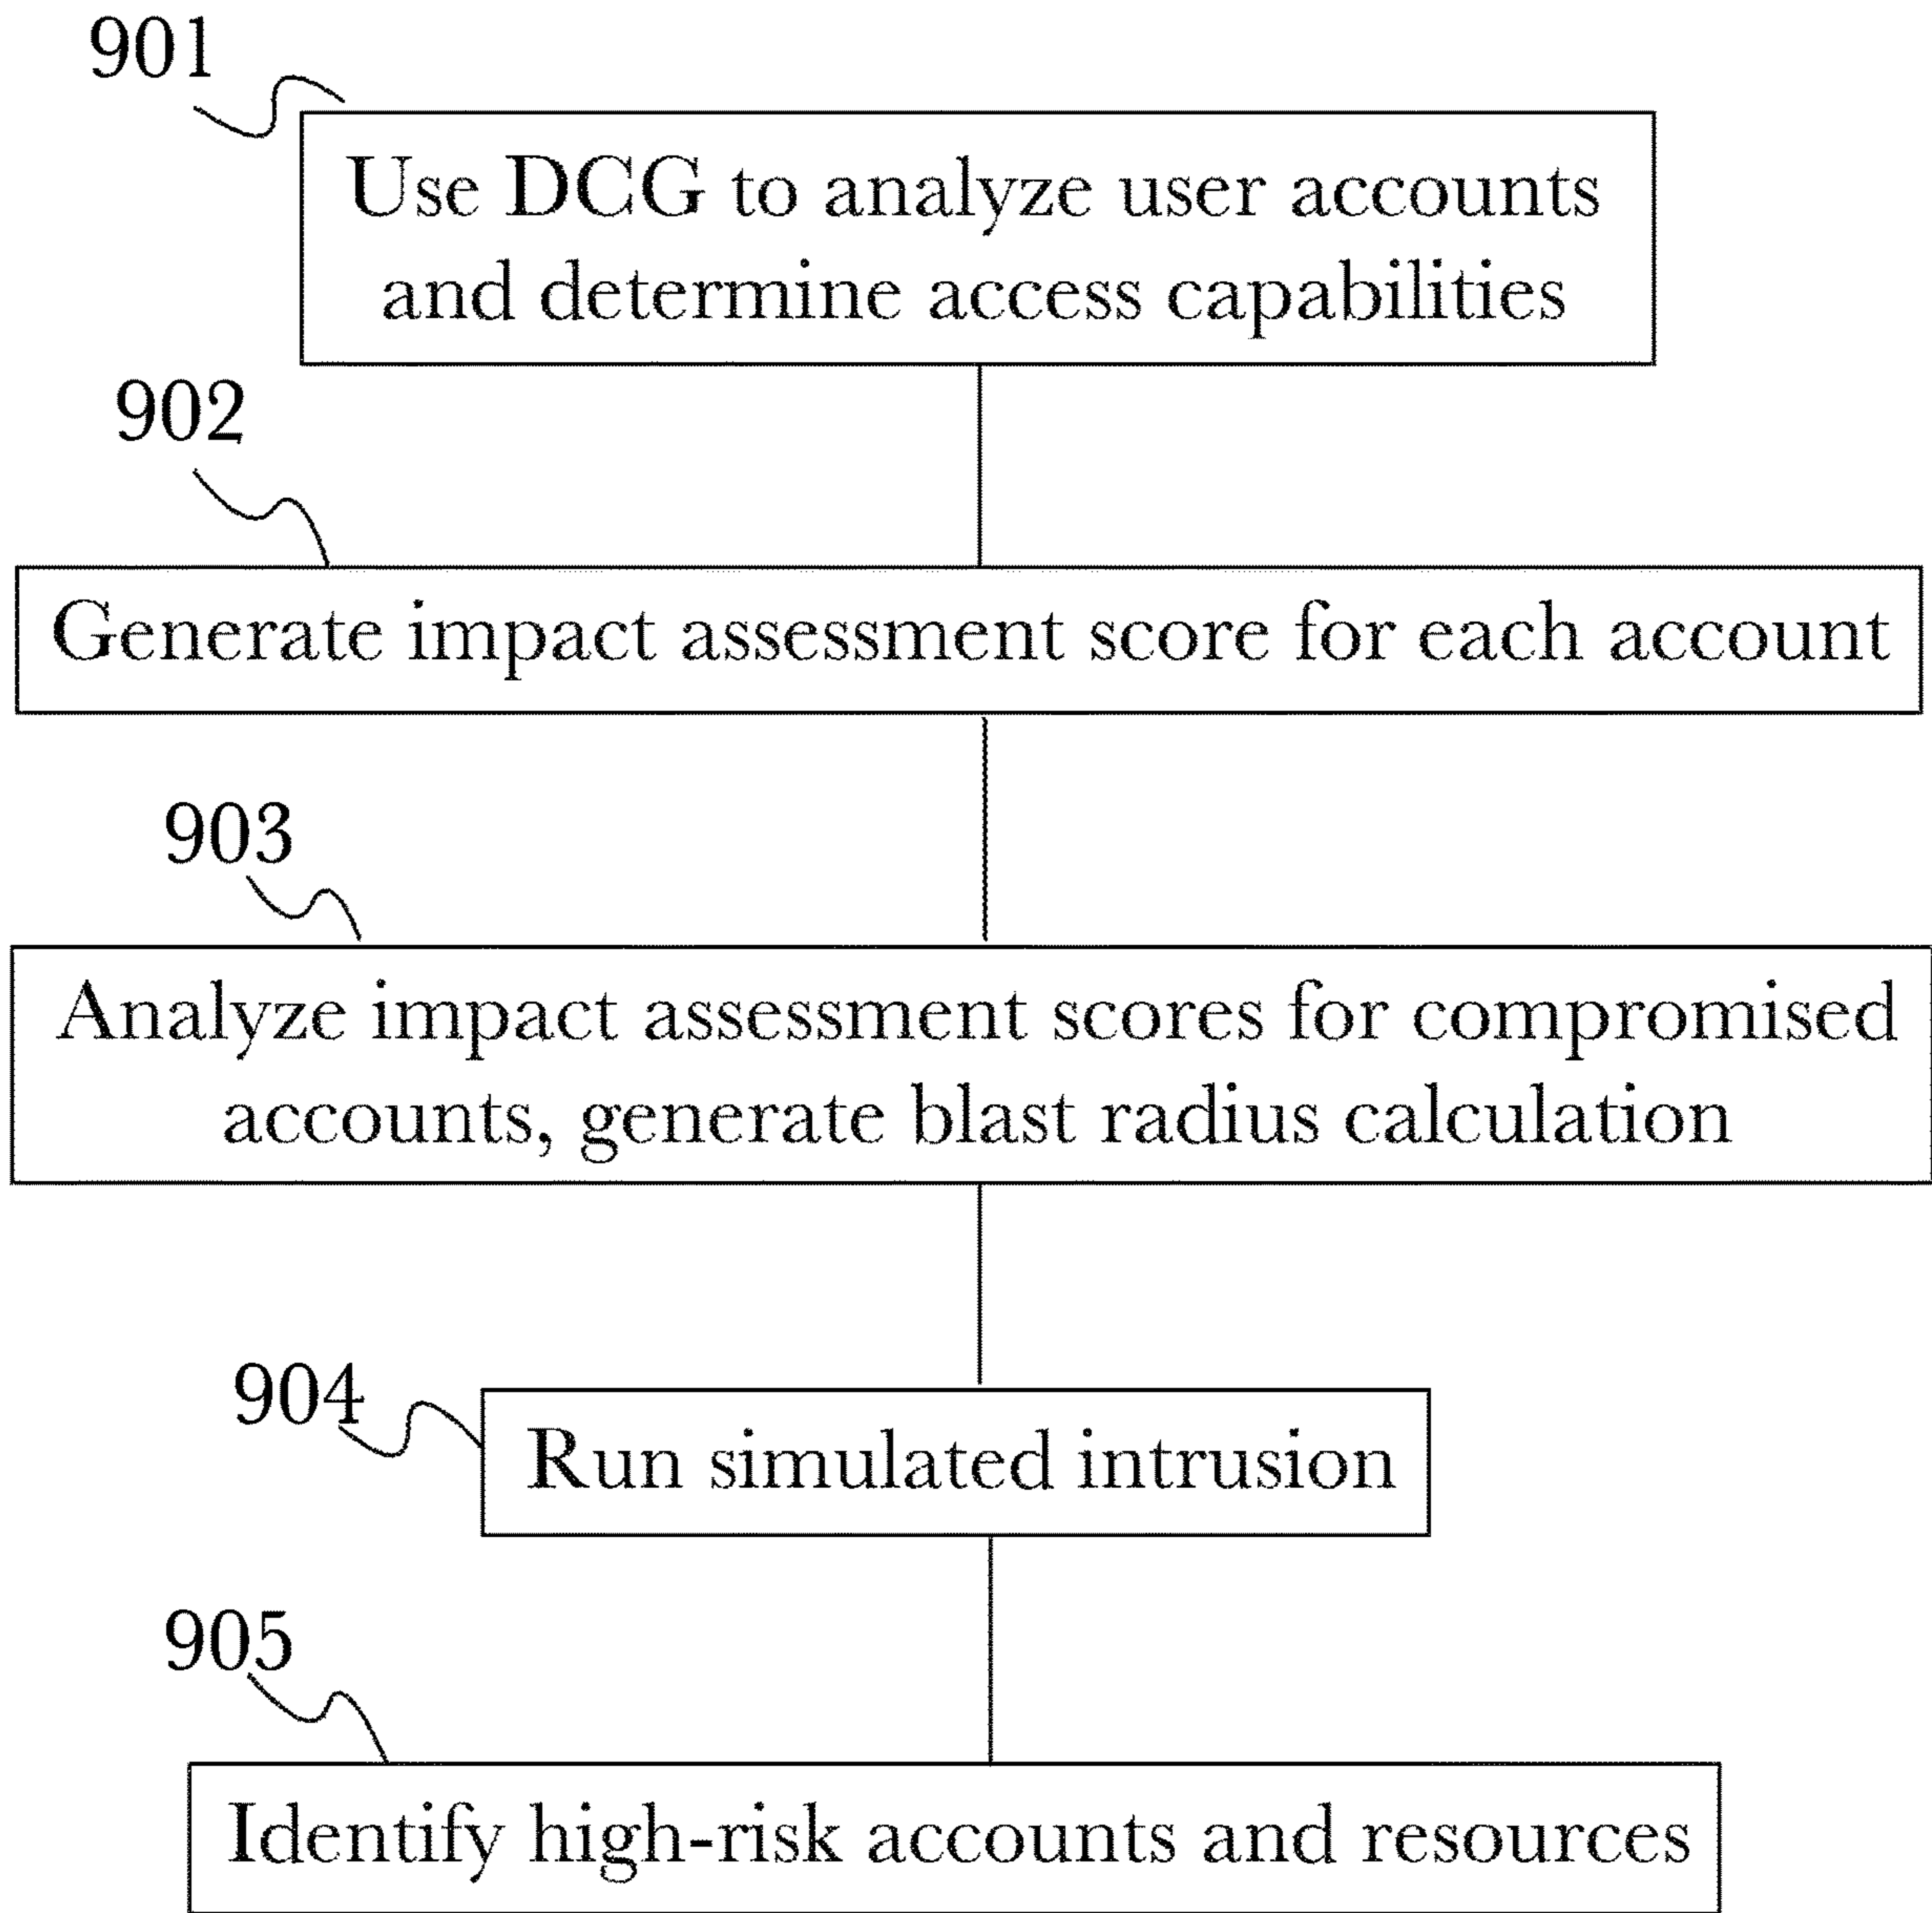 901
Use DCG to analyze user accounts
and determine access capabilities
902
Generate impact assessment score for each account
903
Analyze impact assessment scores for compromised
accounts, generate blast radius calculation
904
Run simulated intrusion
905
Identify high-risk accounts and resources